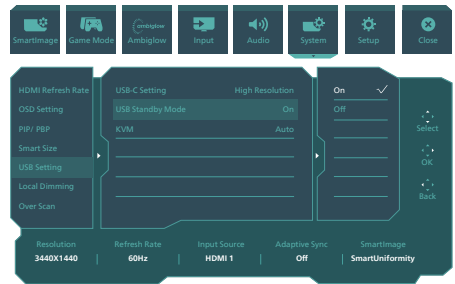 SmartImage Game Mode Ambiglow Input Audio System Setup Close
ambiglow
HDMI Refresh Rate USB-C Setting High Resolution On
OSD Setting USB Standby Mode On Off
PIP/ PBP KVM Auto
Select
Smart Size
USB Setting
OK
Local Dimming
Back
Over Scan
Resolution Refresh Rate Input Source Adaptive Sync SmartImage
3440X1440 60Hz HDMI 1 Off SmartUniformity